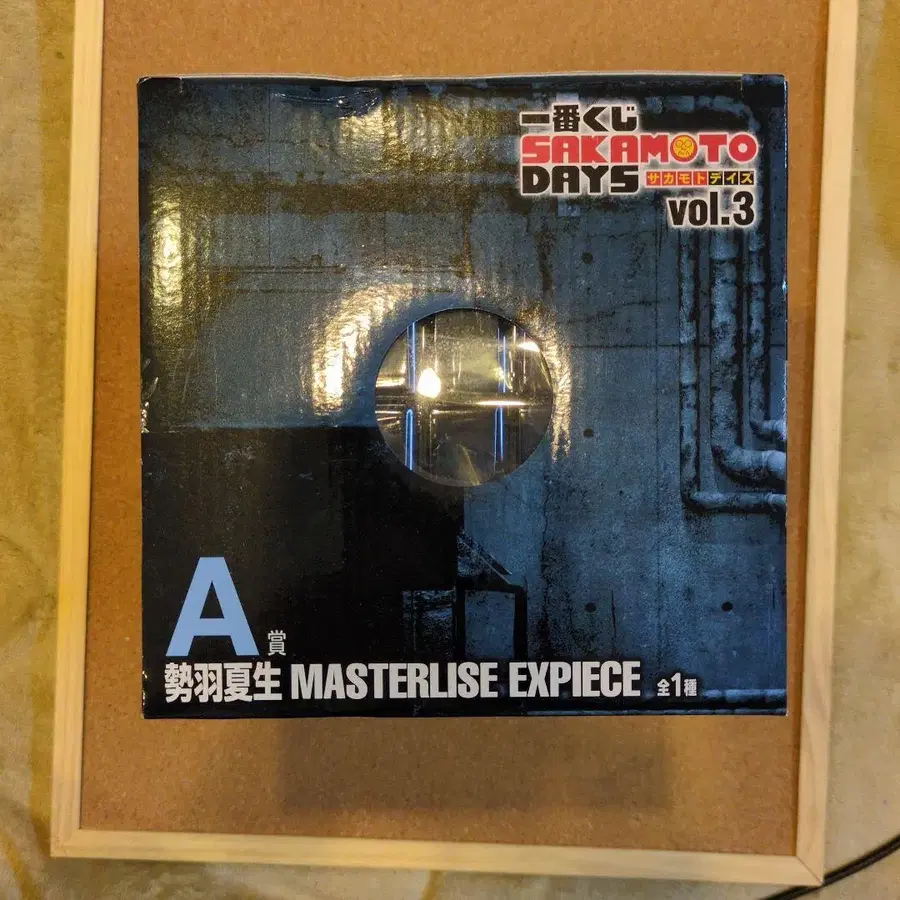 一番くじ
SAKAMOTO
DAYS サカモトデイズ
vol.3
A賞
勢羽夏生 MASTERLISE EXPIECE 全1種